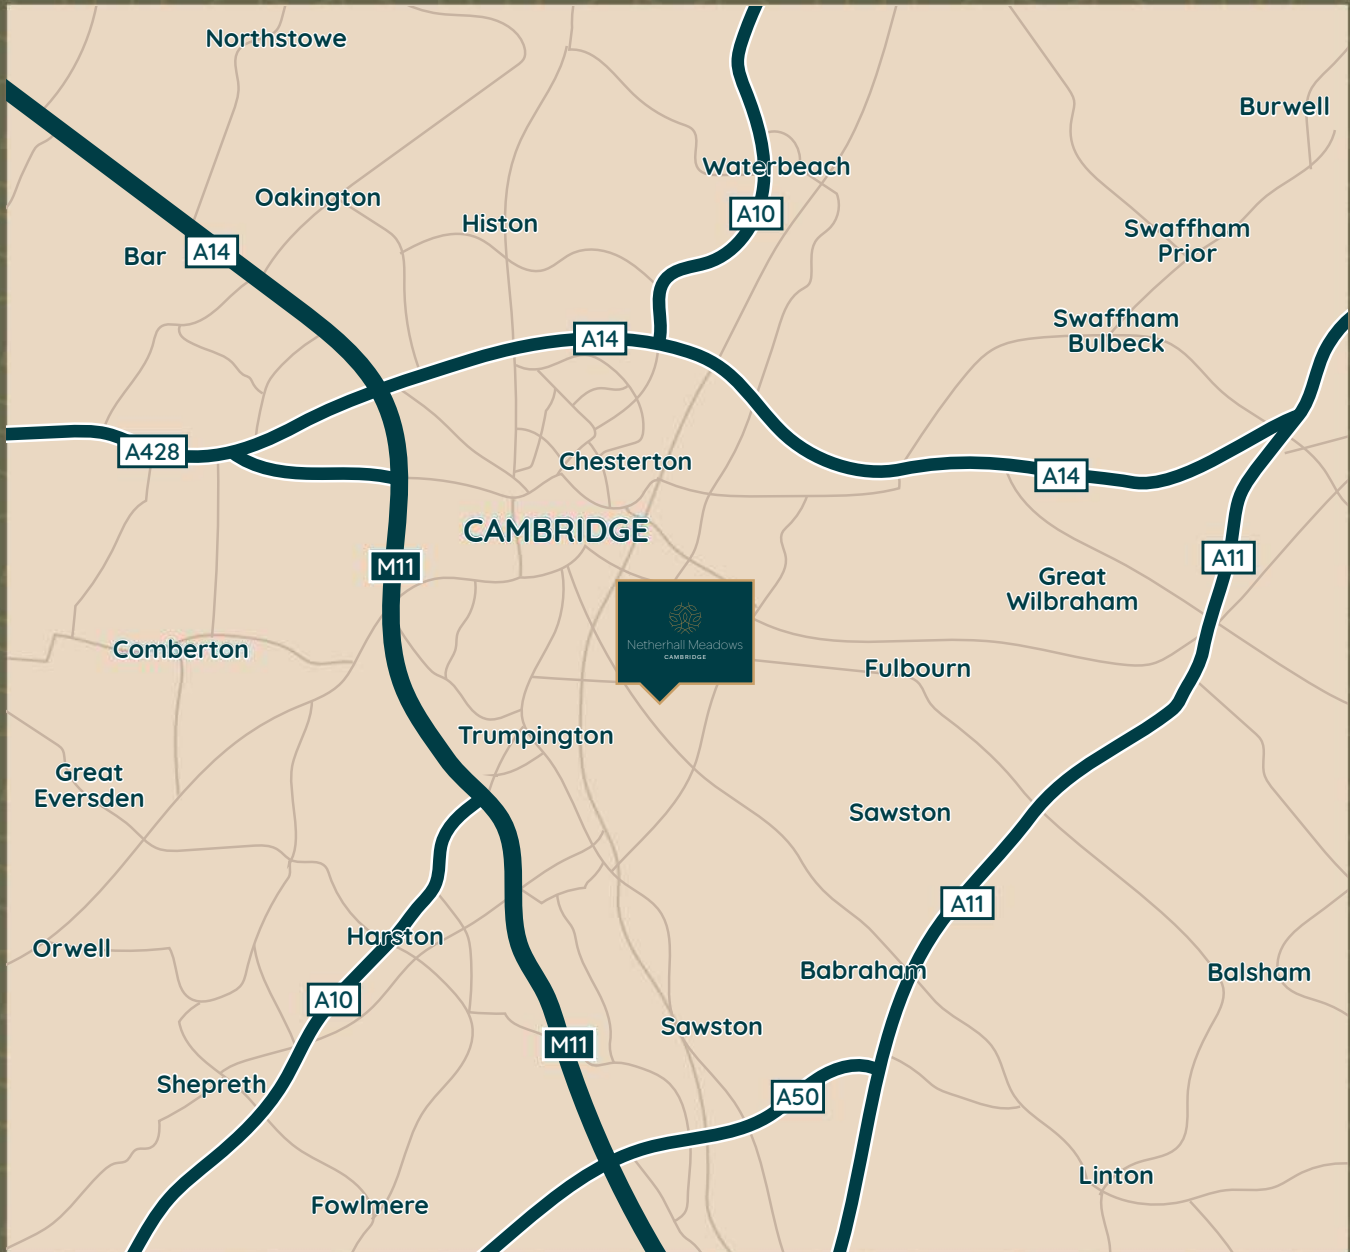 Northstowe
Burwell
Waterbeach
Oakington
A10
Histon
Swaffham
Prior
Bar
A14
Swaffham
Bulbeck
A14
A428
Chesterton
A14
CAMBRIDGE
A11
M11
Great
Wilbraham
Netherhall Meadows
CAMBRIDGE
Comberton
Fulbourn
Trumpington
Great
Eversden
Sawston
A11
Harston
Orwell
Babraham
Balsham
A10
Sawston
M11
Shepreth
A50
Linton
Fowlmere